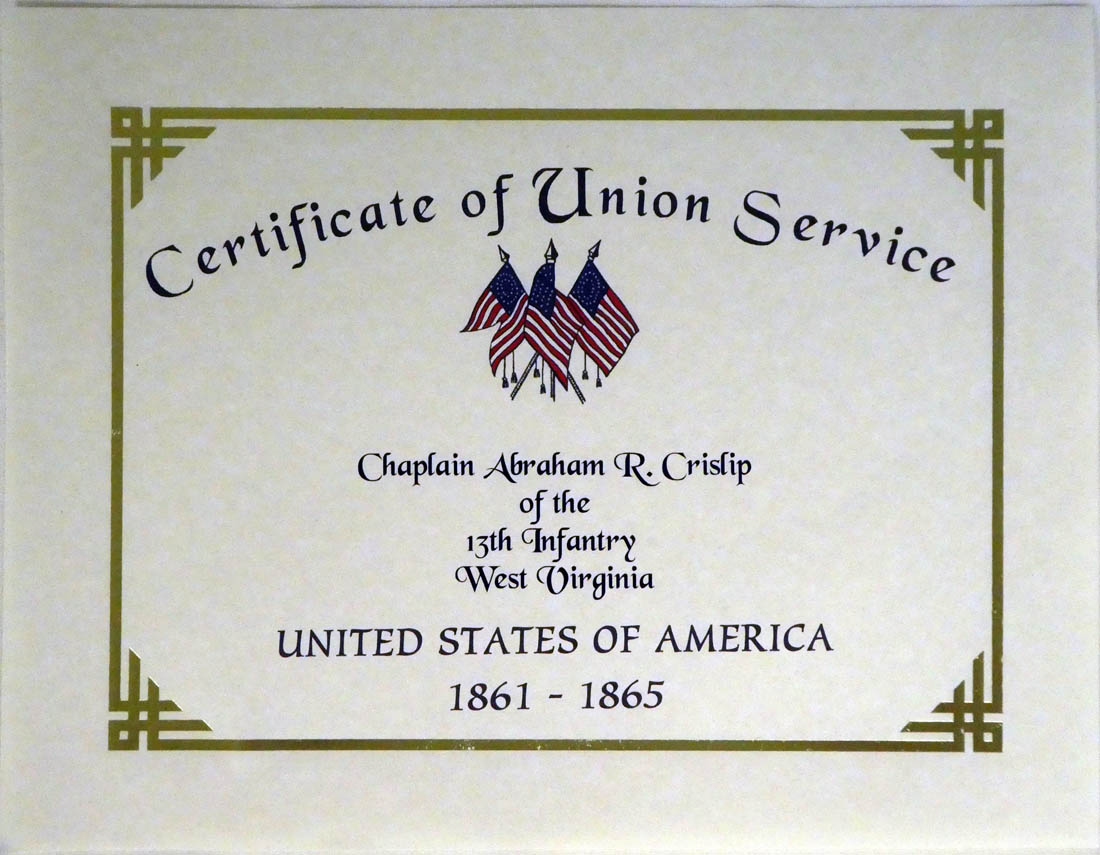 Certificate of Union Service
Chaplain Abraham R. Crislip
of the
13th Infantry
West Virginia
UNITED STATES OF AMERICA
1861 - 1865